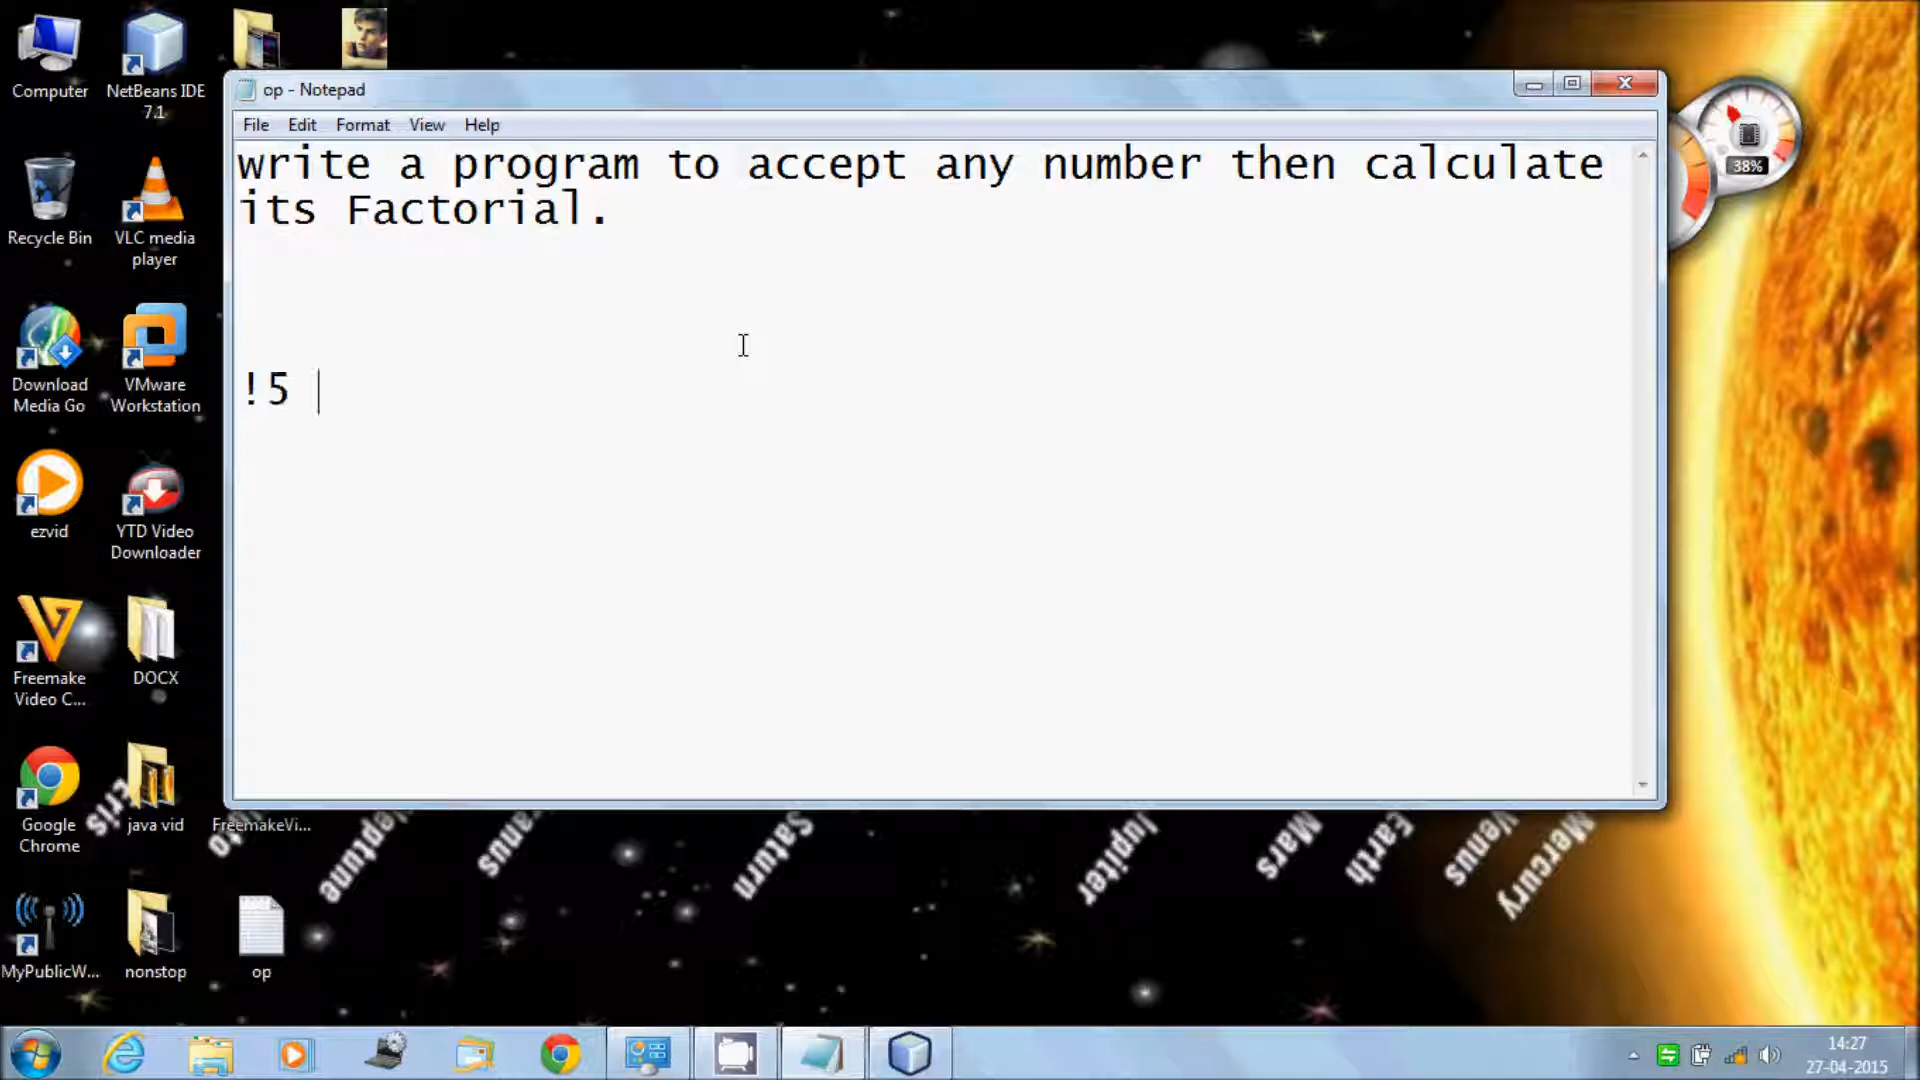 Computer
NetBeans IDE
7.1
op - Notepad
File Edit Format View Help
write a program to accept any number then calculate
its Factorial.
!5
38%
Recycle Bin
VLC media
player
Download
Media Go
VMware
Workstation
ezvid
YTD Video
Downloader
Freemake
Video C...
DOCX
Google
Chrome
java vid
FreemakeVi...
MyPublicW...
nonstop
op
Saturn
Jupiter
Mars
Earth
Venus
Mercury
14:27
27-04-2015